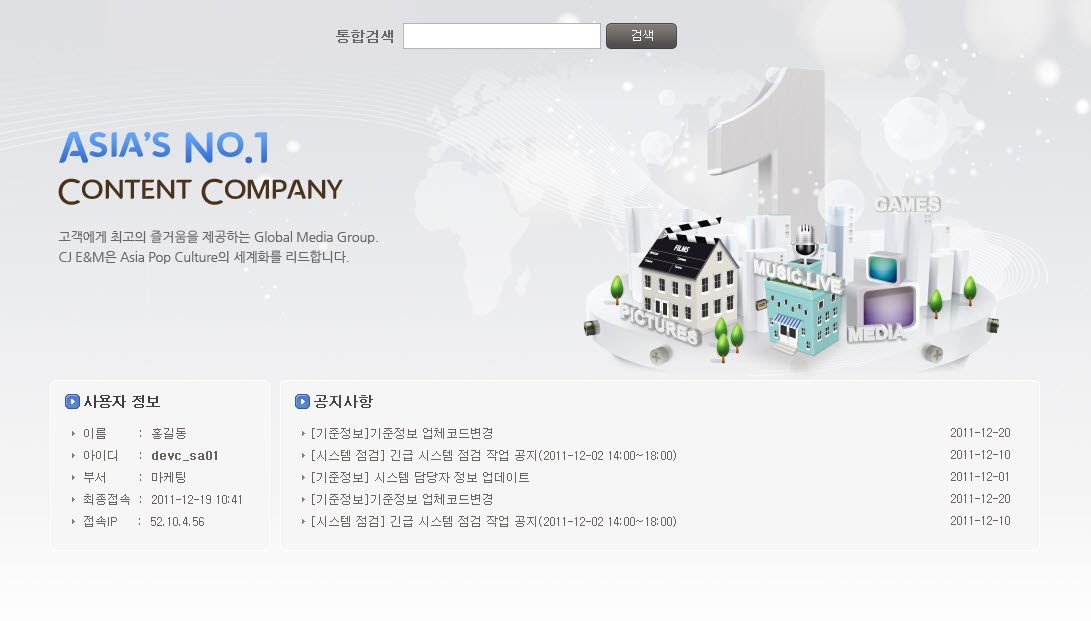 통합검색 검색
ASIA'S NO.1
CONTENT COMPANY
고객에게 최고의 즐거움을 제공하는 Global Media Group.
CJ E&M은 Asia Pop Culture의 세계화를 리드합니다.
1
GAMES
FILMS
MUSIC.LIVE
PICTURES
MEDIA
사용자 정보
이름 : 홍길동
아이디 : devc_sa01
부서 : 마케팅
최종접속 : 2011-12-19 10:41
접속IP : 52.10.4.56
공지사항
[기준정보]기준정보 업체코드변경 2011-12-20
[시스템 점검] 긴급 시스템 점검 작업 공지(2011-12-02 14:00~18:00) 2011-12-10
[기준정보] 시스템 담당자 정보 업데이트 2011-12-01
[기준정보]기준정보 업체코드변경 2011-12-20
[시스템 점검] 긴급 시스템 점검 작업 공지(2011-12-02 14:00~18:00) 2011-12-10